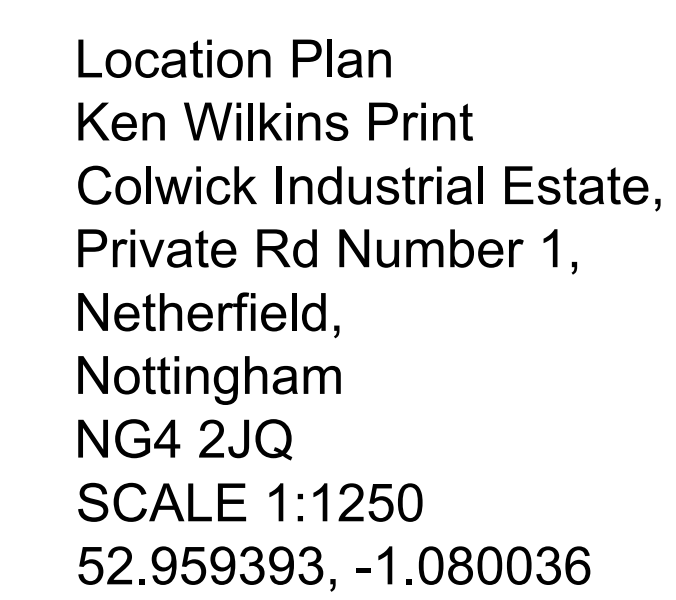 Location Plan
Ken Wilkins Print
Colwick Industrial Estate,
Private Rd Number 1,
Netherfield,
Nottingham
NG4 2JQ
SCALE 1:1250
52.959393, -1.080036